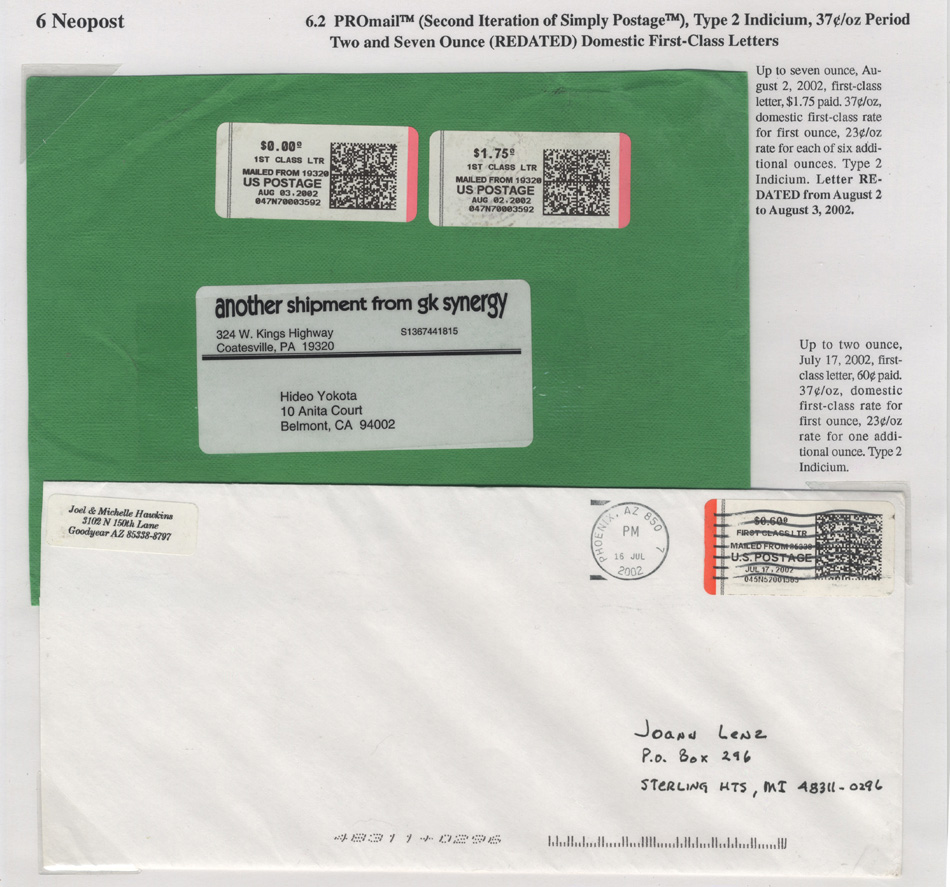 6 Neopost
6.2 PROmail™ (Second Iteration of Simply Postage™), Type 2 Indicium, 37¢/oz Period
Two and Seven Ounce (REDATED) Domestic First-Class Letters
Up to seven ounce, Au-
gust 2, 2002, first-class
letter, $1.75 paid. 37¢/oz,
domestic first-class rate
for first ounce, 23¢/oz
rate for each of six addi-
tional ounces. Type 2
Indicium. Letter RE-
DATED from August 2
to August 3, 2002.
$0.00º
1ST CLASS LTR
MAILED FROM 19320
US POSTAGE
AUG 03.2002
047N70003592
$1.75º
1ST CLASS LTR
MAILED FROM 19320
US POSTAGE
AUG 02.2002
047N70003592
another shipment from gk synergy
324 W. Kings Highway
S1367441815
Coatesville, PA 19320
Hideo Yokota
10 Anita Court
Belmont, CA 94002
Up to two ounce,
July 17, 2002, first-
class letter, 60¢ paid.
37¢/oz, domestic
first-class rate for
first ounce, 23¢/oz
rate for one addi-
tional ounce. Type 2
Indicium.
Joel & Michelle Hawkins
3102 N 150th Lane
Goodyear AZ 85338-8797
PHOENIX, AZ 850 7
PM
16 JUL
2002
$0.60º
FIRST CLASS LTR
MAILED FROM 85338
U.S. POSTAGE
JUL 17, 2002
Joann Lenz
P.O. Box 296
STERLING HTS, MI 48311-0296
48311+0296